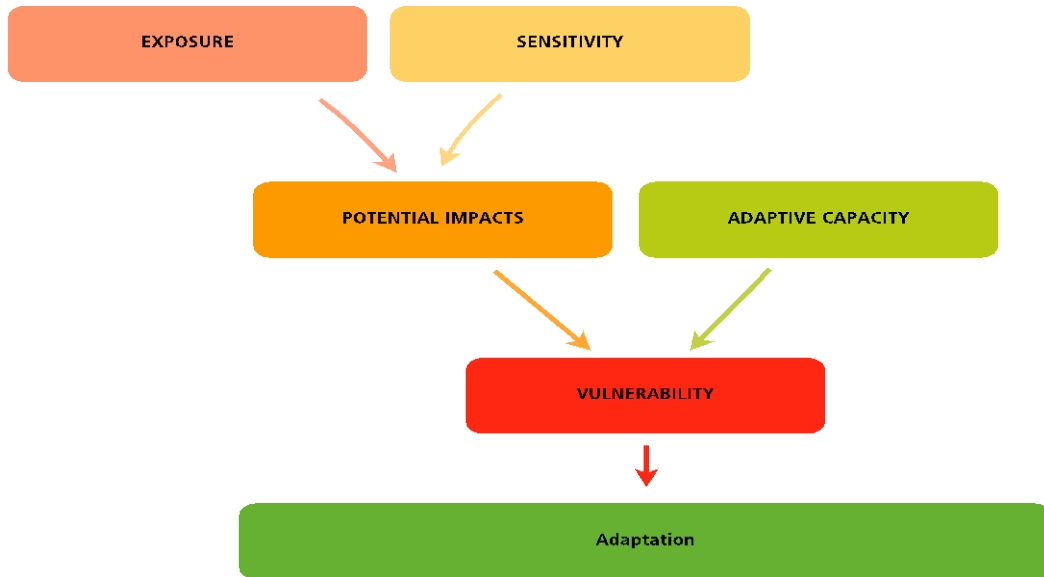 EXPOSURE
SENSITIVITY
POTENTIAL IMPACTS
ADAPTIVE CAPACITY
VULNERABILITY
Adaptation